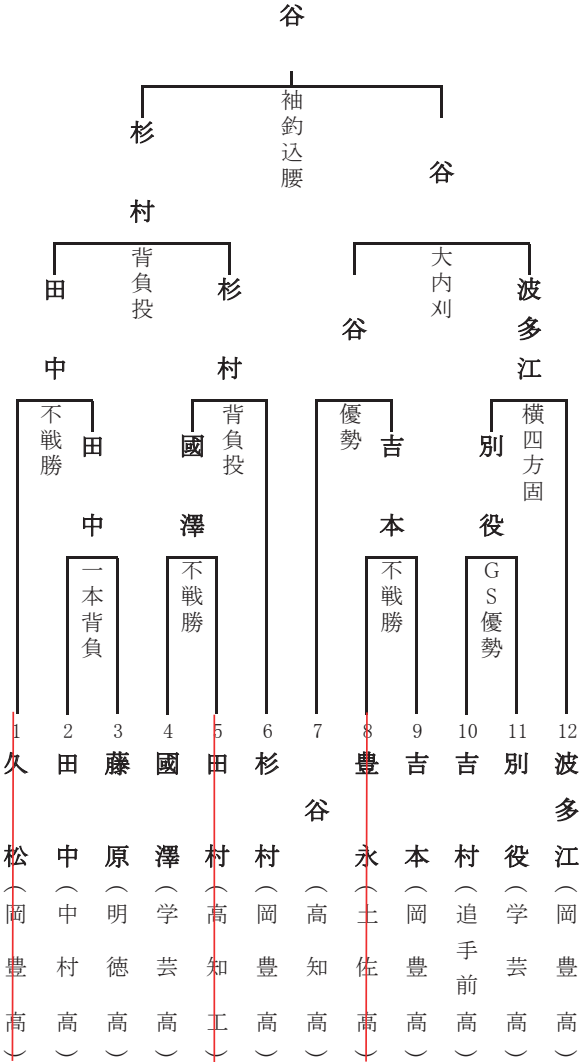 谷
袖釣込腰
杉村
谷
背負投
大内刈
田中
杉村
谷
波多江
不戦勝
背負投
優勢
横四方固
田中
國澤
吉本
別役
一本背負
不戦勝
不戦勝
GS優勢
1 久松(岡豊高)
2 田中(中村高)
3 藤原(明徳高)
4 國澤(学芸高)
5 田村(高知工)
6 杉村(岡豊高)
7 谷(高知高)
8 豊永(土佐高)
9 吉本(岡豊高)
10 吉村(追手前高)
11 別役(学芸高)
12 波多江(岡豊高)